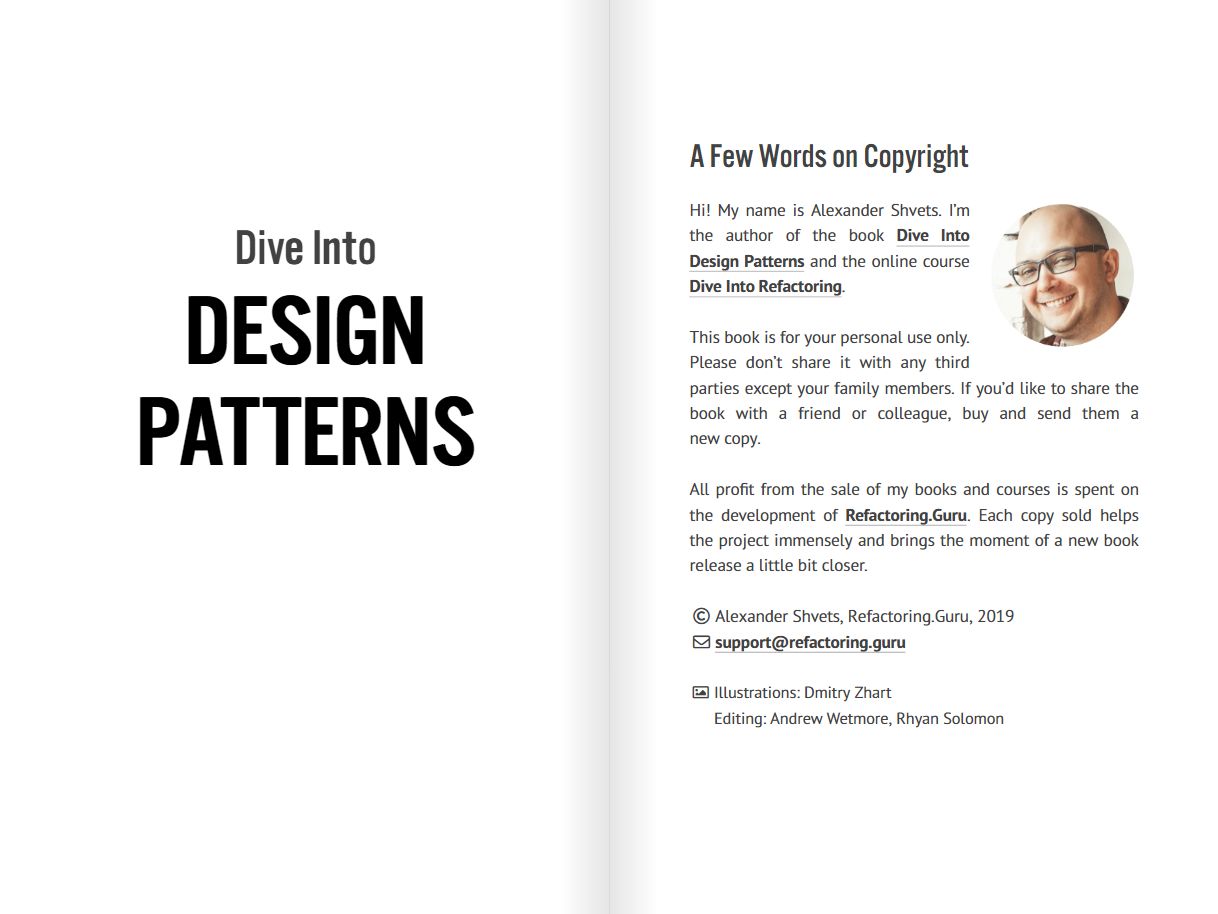 Dive Into
DESIGN
PATTERNS
A Few Words on Copyright
Hi! My name is Alexander Shvets. I’m
the author of the book Dive Into
Design Patterns and the online course
Dive Into Refactoring.
This book is for your personal use only.
Please don’t share it with any third
parties except your family members. If you’d like to share the
book with a friend or colleague, buy and send them a
new copy.
All profit from the sale of my books and courses is spent on
the development of Refactoring.Guru. Each copy sold helps
the project immensely and brings the moment of a new book
release a little bit closer.
© Alexander Shvets, Refactoring.Guru, 2019
support@refactoring.guru
Illustrations: Dmitry Zhart
Editing: Andrew Wetmore, Rhyan Solomon